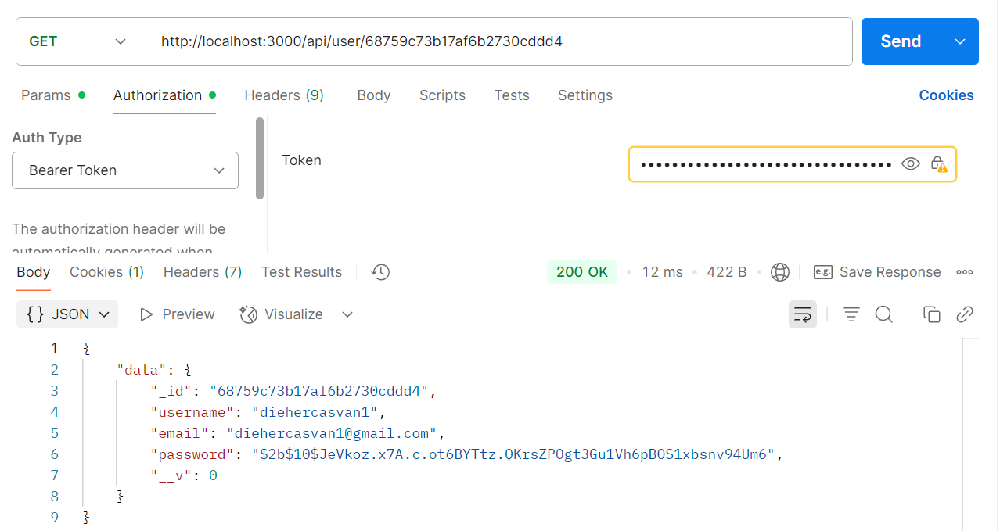 GET http://localhost:3000/api/user/68759c73b17af6b2730cddd4 Send
Params Authorization Headers (9) Body Scripts Tests Settings Cookies
Auth Type
Bearer Token
Token
The authorization header will be
automatically generated when
Body Cookies (1) Headers (7) Test Results 200 OK 12 ms 422 B e.g. Save Response
{} JSON Preview Visualize
1 {
2 "data": {
3 "_id": "68759c73b17af6b2730cddd4",
4 "username": "diehercasvan1",
5 "email": "diehercasvan1@gmail.com",
6 "password": "$2b$10$JeVkoz.x7A.c.ot6BYTtz.QKrsZPOgt3Gu1Vh6pBOS1xbsnv94Um6",
7 "__v": 0
8 }
9 }